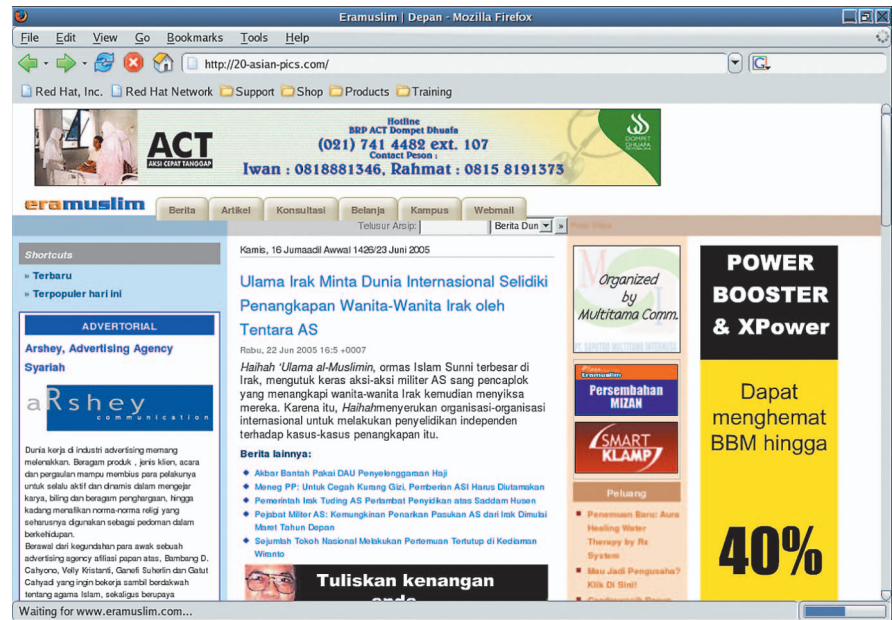 Eramuslim | Depan - Mozilla Firefox
File Edit View Go Bookmarks Tools Help
http://20-asian-pics.com/
G
Red Hat, Inc. Red Hat Network Support Shop Products Training
ACT
AKSI CEPAT TANGGAP
Hotline
BRP ACT Dompet Dhuafa
(021) 741 4482 ext. 107
Contact Peson :
Iwan : 0818881346, Rahmat : 0815 8191373
DOMPET
DHUAFA
eramuslim
Berita Artikel Konsultasi Belanja Kampus Webmail
Telusur Arsip: Berita Dun »
Shortcuts
» Terbaru
» Terpopuler hari ini
ADVERTORIAL
Arshey, Advertising Agency
Syariah
aRshey
communication
Dunia kerja di industri advertising memang
melenakkan. Beragam produk , jenis klien, acara
dan pergaulan mampu membius para pelakunya
untuk selalu aktif dan dinamis dalam mengejar
karya, biling dan beragam penghargaan, hingga
kadang menafikan norma-norma religi yang
seharusnya digunakan sebagai pedoman dalam
berkehidupan.
Berawal dari kegundahan para awak sebuah
advertising agency afiliasi papan atas, Bambang D.
Cahyono, Velly Kristanti, Ganefi Suherlin dan Gatut
Cahyadi yang ingin bekerja sambil berdakwah
tentang agama Islam, sekaligus berupaya
Kamis, 16 Jumaadil Awwal 1426/23 Juni 2005
Ulama Irak Minta Dunia Internasional Selidiki
Penangkapan Wanita-Wanita Irak oleh
Tentara AS
Rabu, 22 Jun 2005 16:5 +0007
Haihah 'Ulama al-Muslimin, ormas Islam Sunni terbesar di
Irak, mengutuk keras aksi-aksi militer AS sang pencaplok
yang menangkapi wanita-wanita Irak kemudian menyiksa
mereka. Karena itu, Haihahmenyerukan organisasi-organisasi
internasional untuk melakukan penyelidikan independen
terhadap kasus-kasus penangkapan itu.
Berita lainnya:
Akbar Bantah Pakai DAU Penyelenggaraan Haji
Meneg PP: Untuk Cegah Kurang Gizi, Pemberian ASI Harus Diutamakan
Pemerintah Irak Tuding AS Perlambat Penyidikan atas Saddam Husen
Pejabat Militer AS: Kemungkinan Penarikan Pasukan AS dari Irak Dimulai
Maret Tahun Depan
Sejumlah Tokoh Nasional Melakukan Pertemuan Tertutup di Kediaman
Wiranto
Tuliskan kenangan
anda
Organized
by
Multitama Comm.
Eramuslim
Persembahan
MIZAN
SMART
KLAMP
Peluang
Penemuan Baru: Aura
Healing Water
Therapy by Rx
System
Mau Jadi Pengusaha?
Klik Di Sini!
POWER
BOOSTER
& XPower
Dapat
menghemat
BBM hingga
40%
Waiting for www.eramuslim.com...